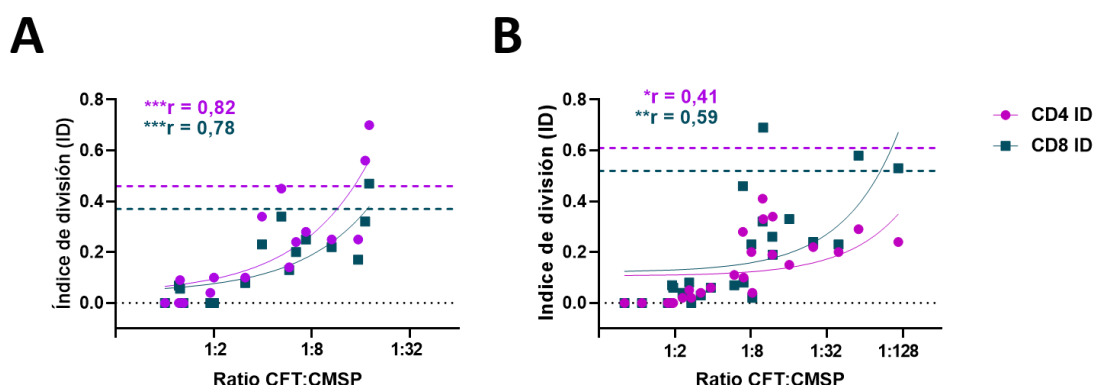 A
***r = 0,82
***r = 0,78
Índice de división (ID)
0.8
0.6
0.4
0.2
0.0
1:2
1:8
1:32
Ratio CFT:CMSP
B
*r = 0,41
**r = 0,59
Indice de división (ID)
0.8
0.6
0.4
0.2
0.0
1:2
1:8
1:32
1:128
Ratio CFT:CMSP
CD4 ID
CD8 ID